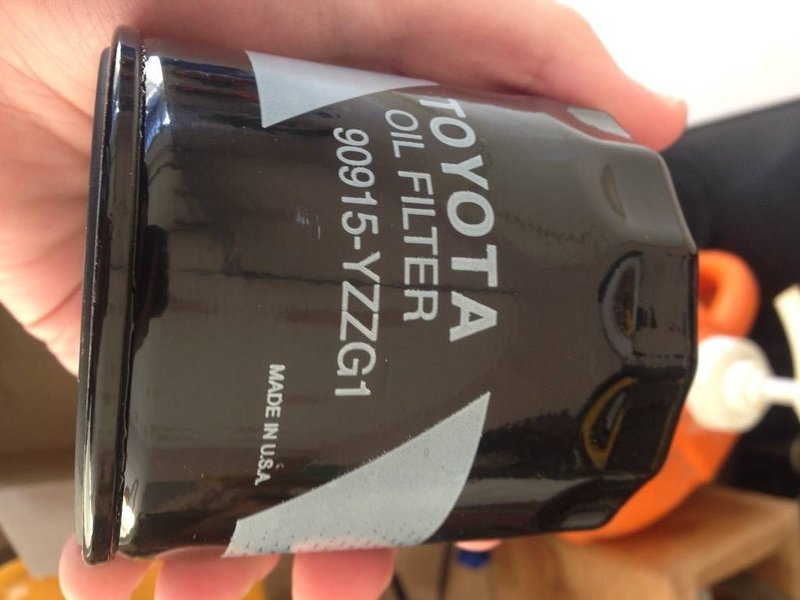 TOYOTA
OIL FILTER
90915-YZZG1
MADE IN U.S.A